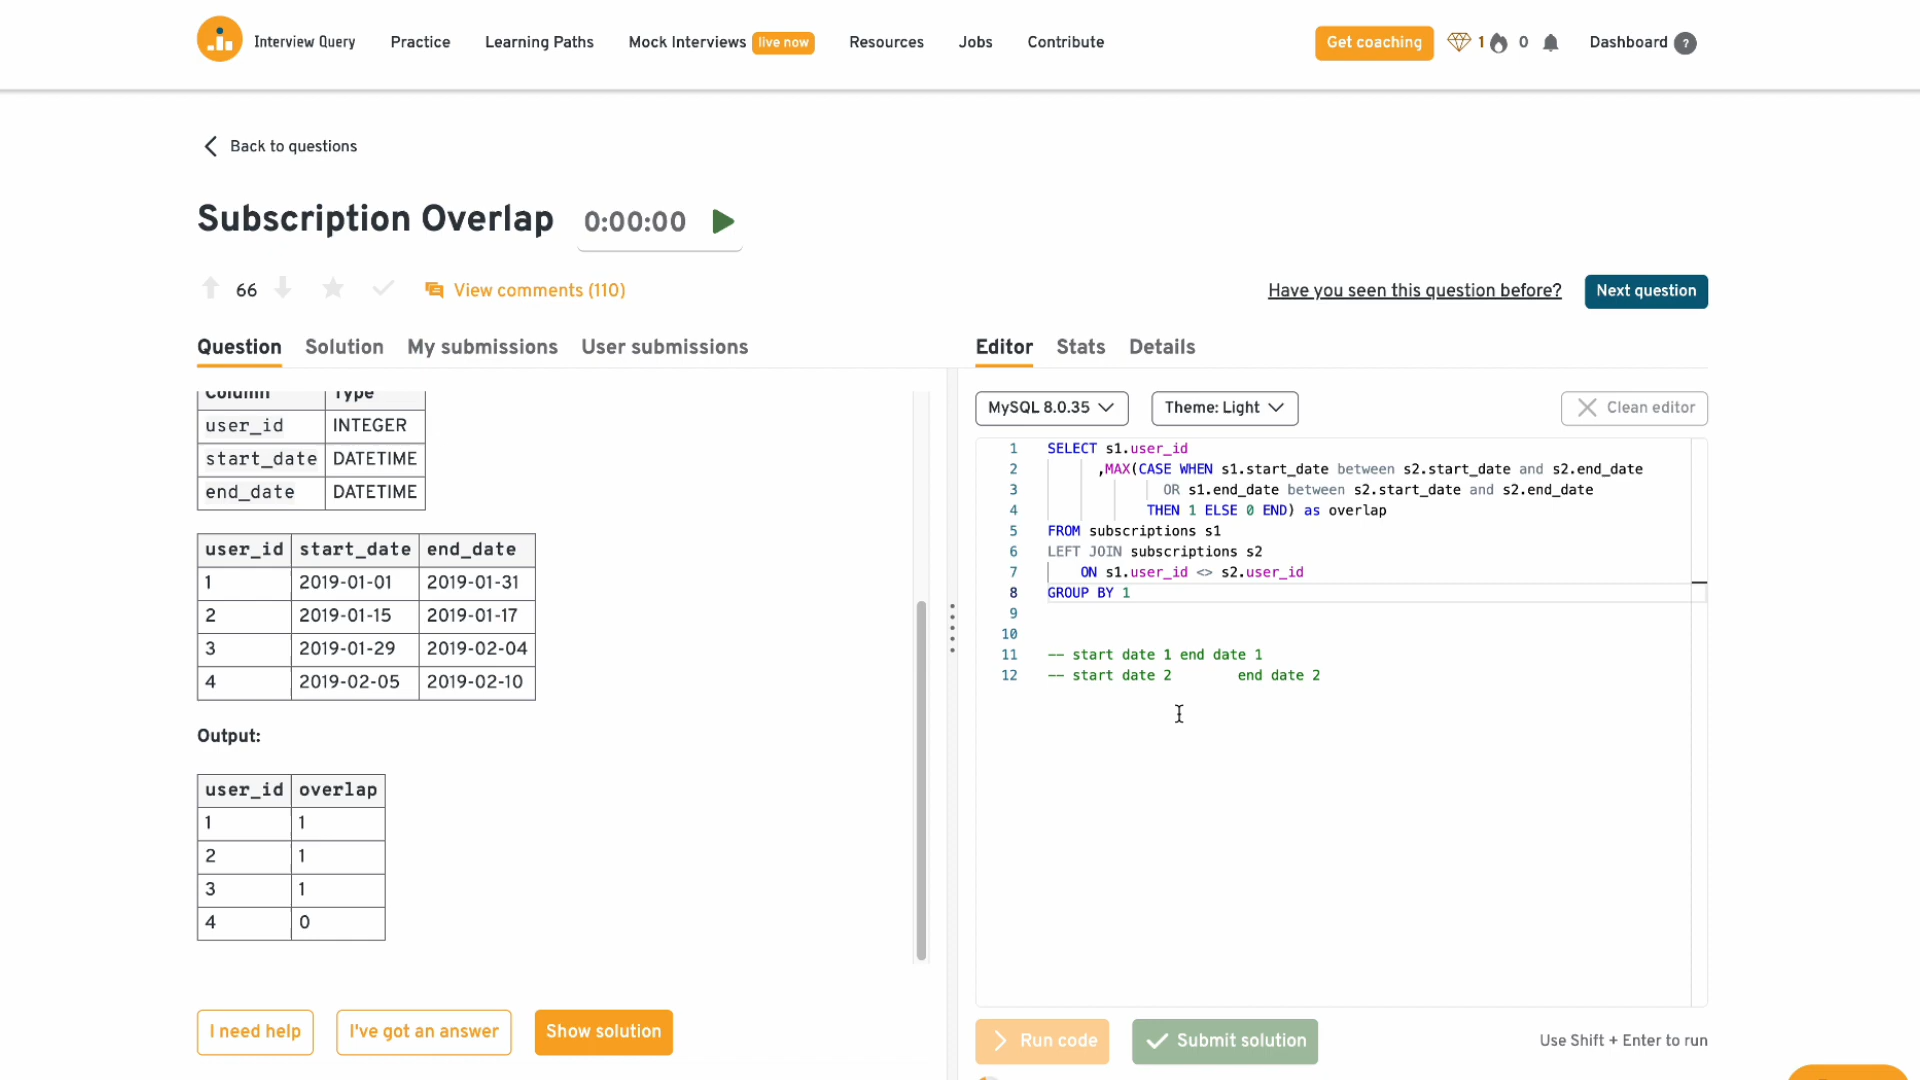 Interview Query Practice Learning Paths Mock Interviews live now Resources Jobs Contribute Get coaching 1 0 Dashboard ?
Back to questions
Subscription Overlap 0:00:00
66 View comments (110)
Have you seen this question before? Next question
Question Solution My submissions User submissions
Column Type
user_id INTEGER
start_date DATETIME
end_date DATETIME
user_id start_date end_date
1 2019-01-01 2019-01-31
2 2019-01-15 2019-01-17
3 2019-01-29 2019-02-04
4 2019-02-05 2019-02-10
Output:
user_id overlap
1 1
2 1
3 1
4 0
I need help I've got an answer Show solution
Editor Stats Details
MySQL 8.0.35 Theme: Light Clean editor
1 SELECT s1.user_id
2 ,MAX(CASE WHEN s1.start_date between s2.start_date and s2.end_date
3 OR s1.end_date between s2.start_date and s2.end_date
4 THEN 1 ELSE 0 END) as overlap
5 FROM subscriptions s1
6 LEFT JOIN subscriptions s2
7 ON s1.user_id <> s2.user_id
8 GROUP BY 1
9
10
11 -- start date 1 end date 1
12 -- start date 2 end date 2
Run code Submit solution Use Shift + Enter to run